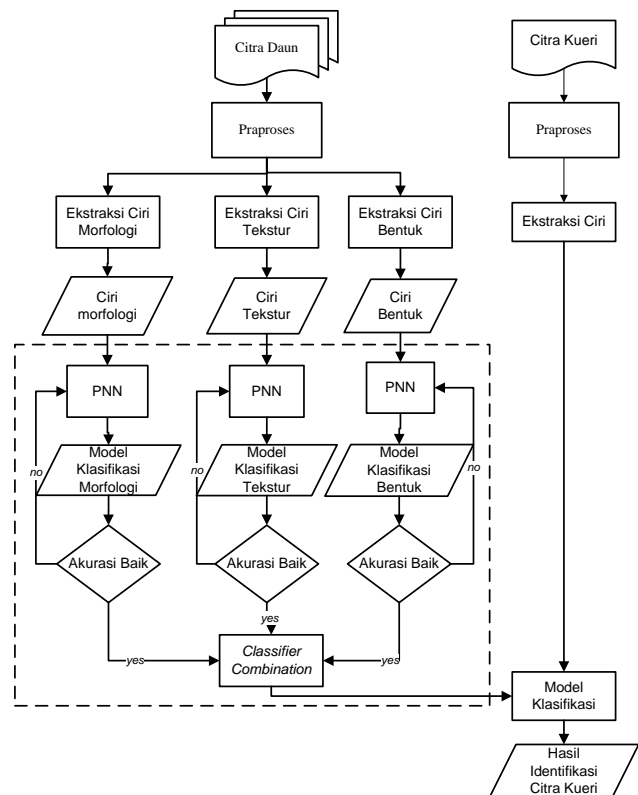 Citra Daun
Citra Kueri
Praproses
Praproses
Ekstraksi Ciri
Morfologi
Ekstraksi Ciri
Tekstur
Ekstraksi Ciri
Bentuk
Ekstraksi Ciri
Ciri
morfologi
Ciri
Tekstur
Ciri
Bentuk
PNN
PNN
PNN
Model
Klasifikasi
Morfologi
Model
Klasifikasi
Tekstur
Model
Klasifikasi
Bentuk
no
no
no
Akurasi Baik
Akurasi Baik
Akurasi Baik
yes
yes
yes
Classifier
Combination
Model
Klasifikasi
Hasil
Identifikasi
Citra Kueri